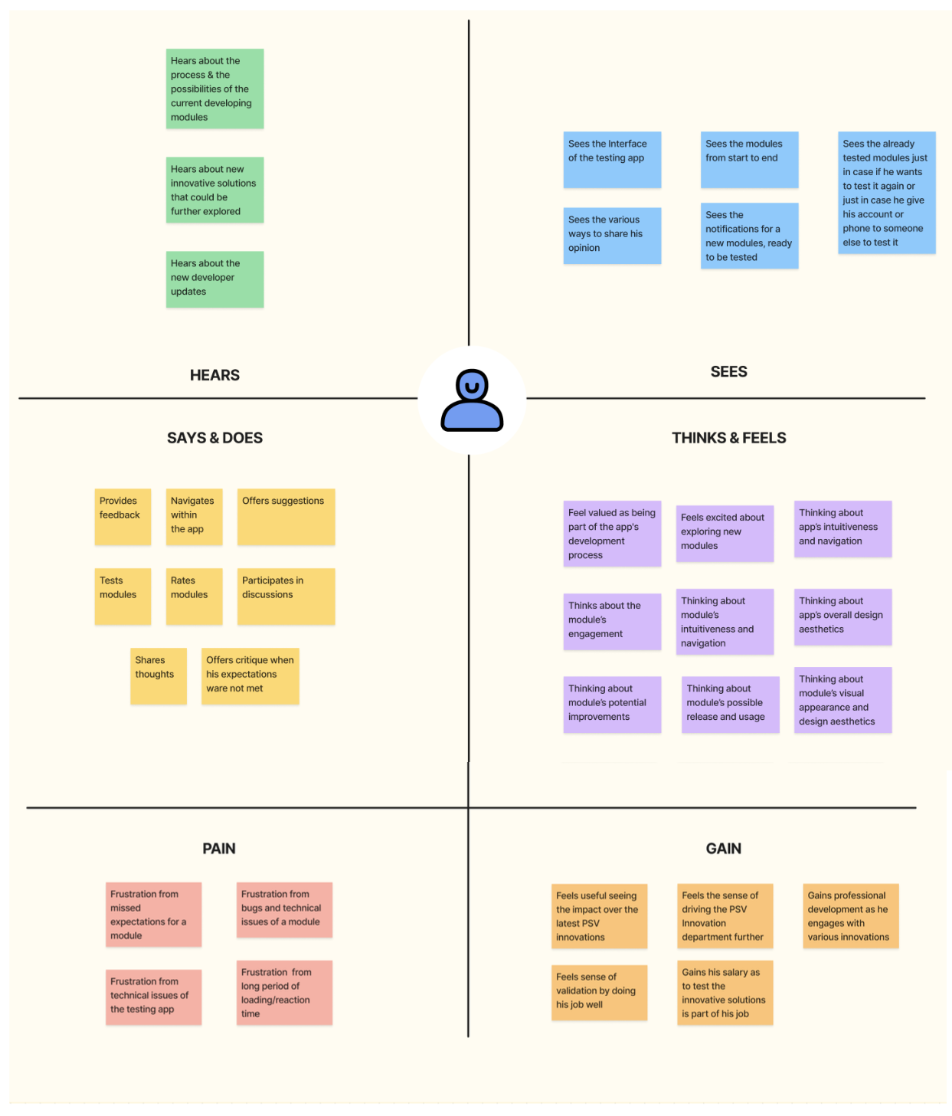 Hears about the
process & the
possibilities of the
current developing
modules
Hears about new
innovative solutions
that could be
further explored
Hears about the
new developer
updates
HEARS
Sees the Interface
of the testing app
Sees the modules
from start to end
Sees the already
tested modules just
in case if he wants
to test it again or
just in case he give
his account or
phone to someone
else to test it
Sees the various
ways to share his
opinion
Sees the
notifications for a
new modules, ready
to be tested
SEES
SAYS & DOES
Provides
feedback
Navigates
within
the app
Offers suggestions
Tests
modules
Rates
modules
Participates in
discussions
Shares
thoughts
Offers critique when
his expectations
ware not met
THINKS & FEELS
Feel valued as being
part of the app's
development
process
Feels excited about
exploring new
modules
Thinking about
app's intuitiveness
and navigation
Thinks about the
module's
engagement
Thinking about
module's
intuitiveness and
navigation
Thinking about
app's overall design
aesthetics
Thinking about
module's potential
improvements
Thinking about
module's possible
release and usage
Thinking about
module's visual
appearance and
design aesthetics
PAIN
Frustration from
missed
expectations for a
module
Frustration from
bugs and technical
issues of a module
Frustration from
technical issues of
the testing app
Frustration from
long period of
loading/reaction
time
GAIN
Feels useful seeing
the impact over the
latest PSV
innovations
Feels the sense of
driving the PSV
Innovation
department further
Gains professional
development as he
engages with
various innovations
Feels sense of
validation by doing
his job well
Gains his salary as
to test the
innovative solutions
is part of his job